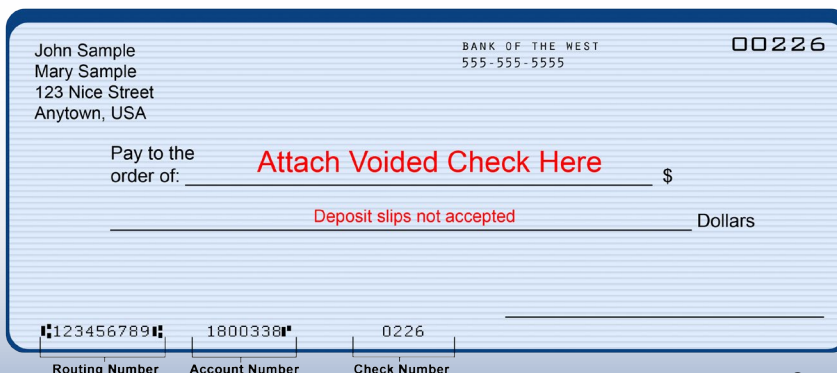 John Sample
Mary Sample
123 Nice Street
Anytown, USA
BANK OF THE WEST
555-555-5555
00226
Pay to the
order of: Attach Voided Check Here $
Deposit slips not accepted Dollars
⑆123456789⑆ 1800338⑈ 0226
Routing Number Account Number Check Number